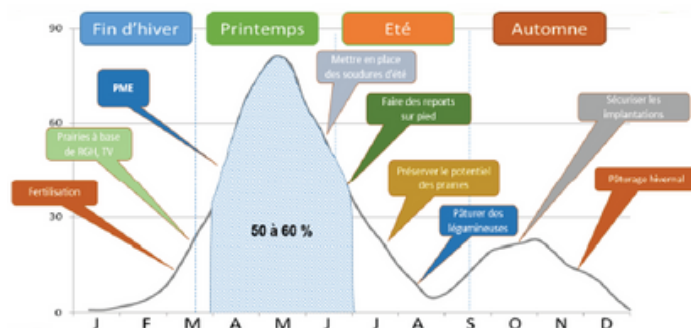 90
Fin d'hiver
Printemps
Eté
Automne
Mettre en place
des soudures d'été
PME
Faire des reports
sur pied
Sécuriser les
implantations
60
Prairies à base
de RGH, TV
Préserver le potentiel
des prairies
Fertilisation
Pâturage hivernal
Pâturer des
légumineuses
30
50 à 60 %
0
J F M A M J J A S O N D